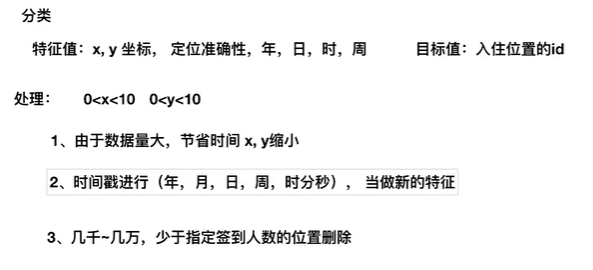 分类
特征值：x, y 坐标， 定位准确性，年，日，时，周 目标值：入住位置的id
处理： 0<x<10 0<y<10
1、由于数据量大，节省时间 x, y缩小
2、时间戳进行（年，月，日，周，时分秒），当做新的特征
3、几千~几万，少于指定签到人数的位置删除